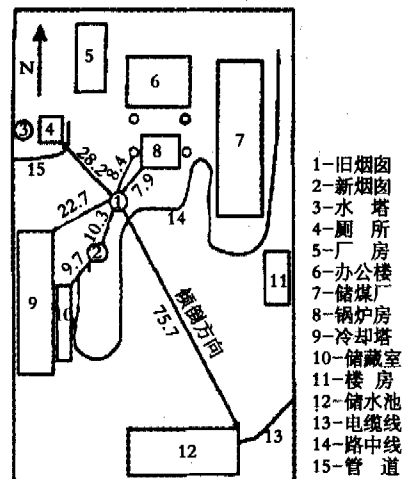 N
5
6
7
3
4
8
15
28.2
8.4
7.9
1
14
22.7
10.3
2
9.7
9
10
11
倾倒方向
75.7
12
13
1-旧烟囱
2-新烟囱
3-水 塔
4-厕 所
5-厂 房
6-办公楼
7-储煤厂
8-锅炉房
9-冷却塔
10-储藏室
11-楼 房
12-储水池
13-电缆线
14-路中线
15-管 道